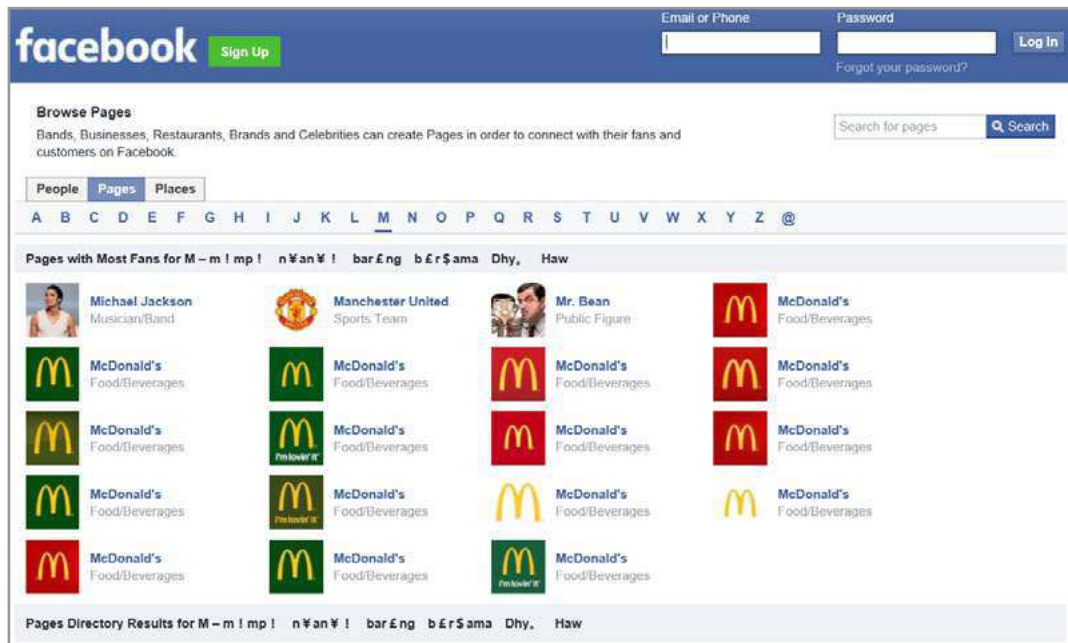 Email or Phone Password
facebook Sign Up Log In
Forgot your password?
Browse Pages
Bands, Businesses, Restaurants, Brands and Celebrities can create Pages in order to connect with their fans and
customers on Facebook.
Search for pages Search
People Pages Places
A B C D E F G H I J K L M N O P Q R S T U V W X Y Z @
Pages with Most Fans for M – m ! mp ! n ¥ an ¥ ! bar £ ng b £ r $ ama Dhy。 Haw
Michael Jackson Manchester United Mr. Bean McDonald's
Musician/Band Sports Team Public Figure Food/Beverages
McDonald's McDonald's McDonald's McDonald's
Food/Beverages Food/Beverages Food/Beverages Food/Beverages
McDonald's McDonald's McDonald's McDonald's
Food/Beverages Food/Beverages Food/Beverages Food/Beverages
i'm lovin' it
McDonald's McDonald's McDonald's McDonald's
Food/Beverages Food/Beverages Food/Beverages Food/Beverages
i'm lovin' it
McDonald's McDonald's McDonald's
Food/Beverages Food/Beverages Food/Beverages
i'm lovin' it
Pages Directory Results for M – m ! mp ! n ¥ an ¥ ! bar £ ng b £ r $ ama Dhy。 Haw